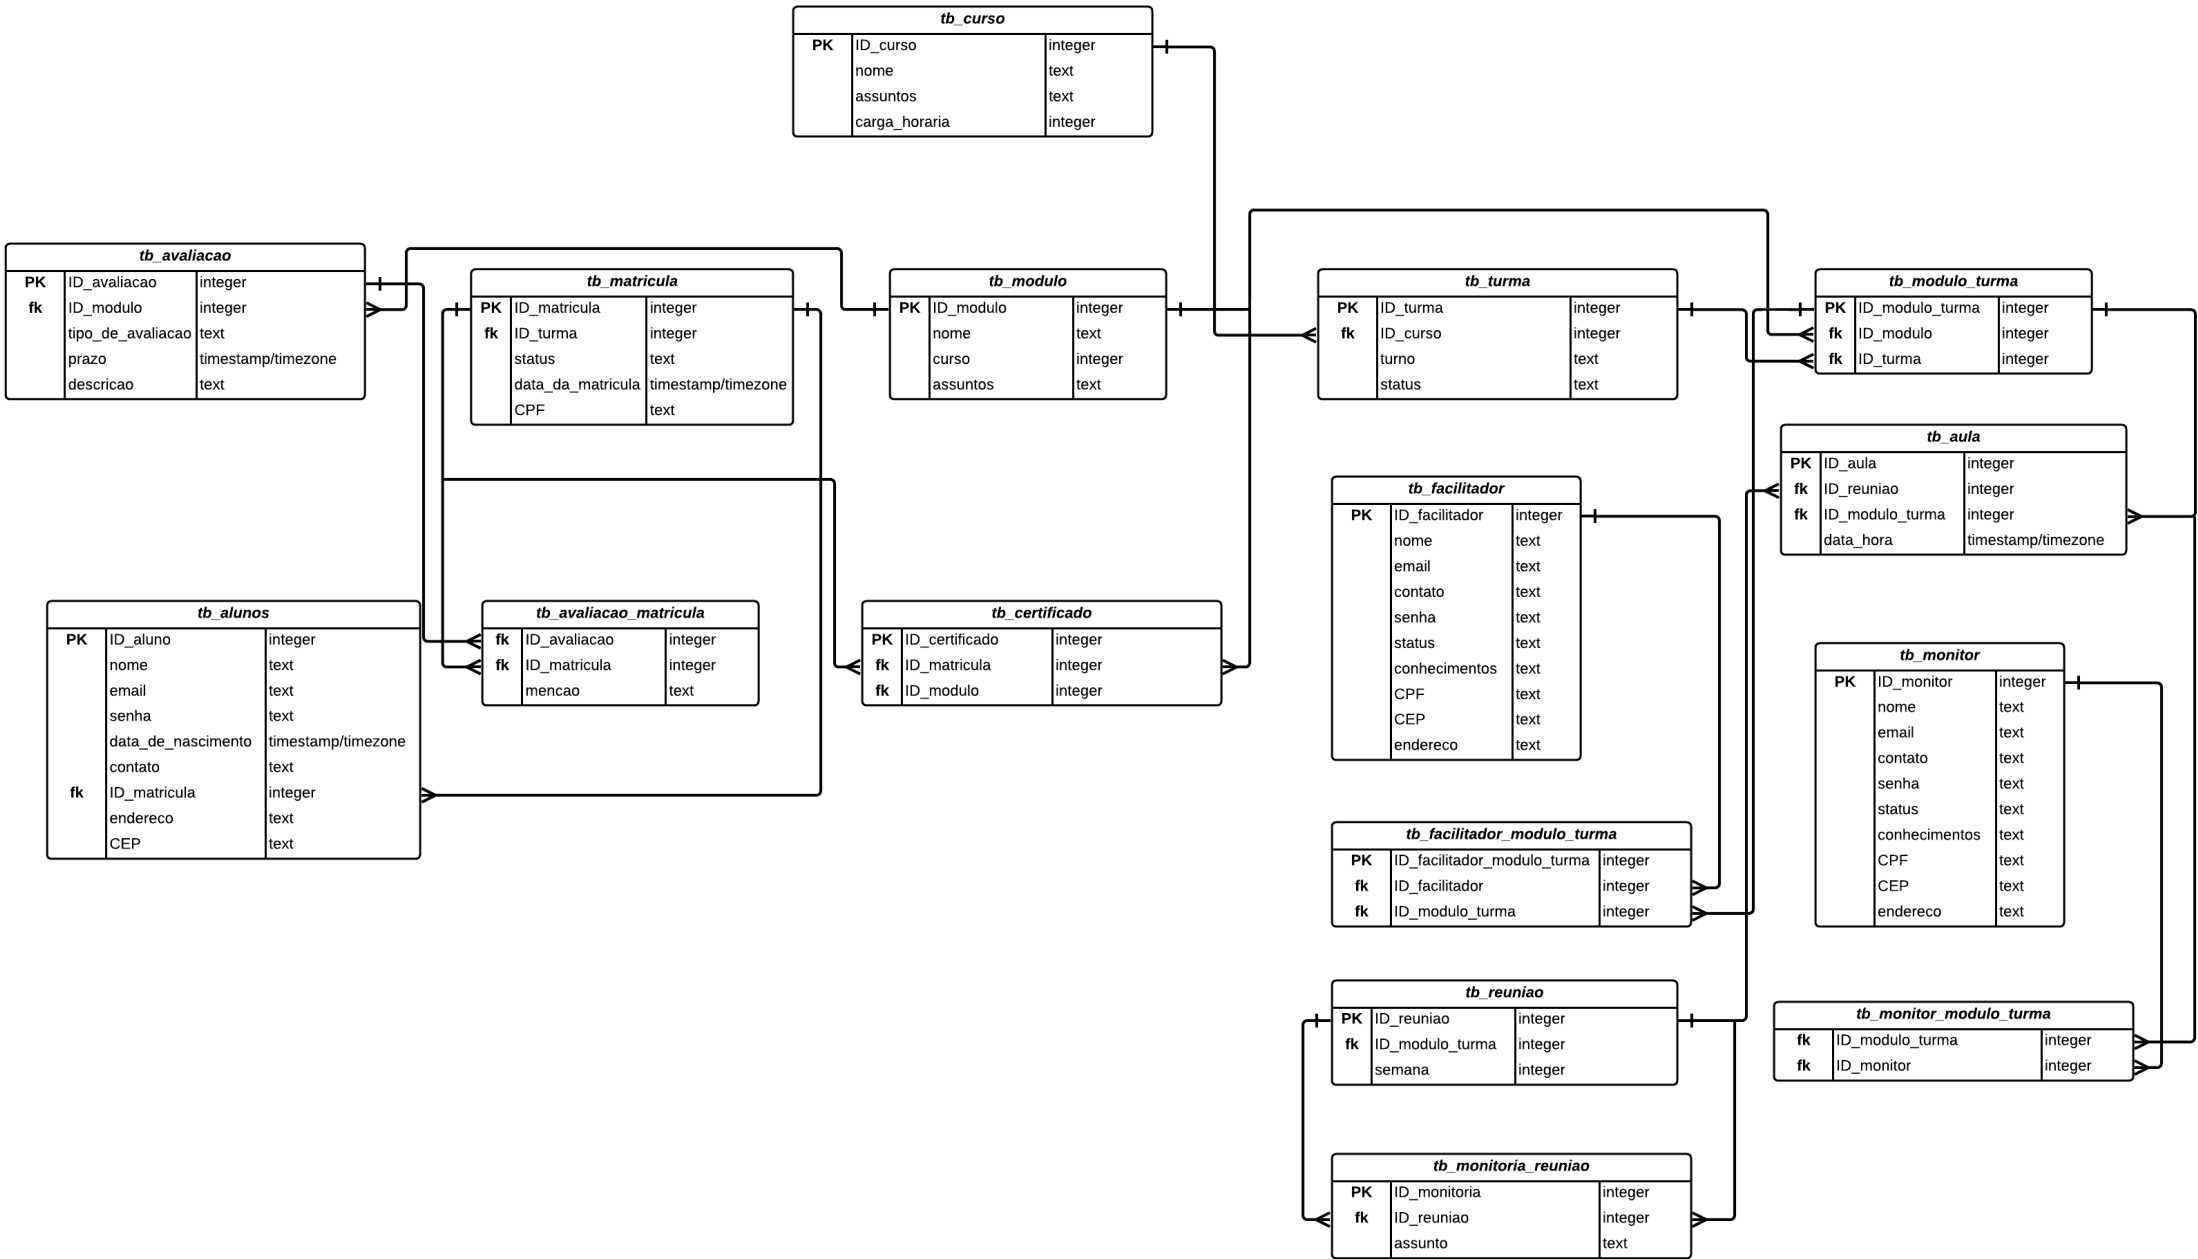 tb_curso
PK ID_curso integer
nome text
assuntos text
carga_horaria integer
tb_avaliacao
PK ID_avaliacao integer
fk ID_modulo integer
tipo_de_avaliacao text
prazo timestamp/timezone
descricao text
tb_matricula
PK ID_matricula integer
fk ID_turma integer
status text
data_da_matricula timestamp/timezone
CPF text
tb_modulo
PK ID_modulo integer
nome text
curso integer
assuntos text
tb_turma
PK ID_turma integer
fk ID_curso integer
turno text
status text
tb_modulo_turma
PK ID_modulo_turma integer
fk ID_modulo integer
fk ID_turma integer
tb_aula
PK ID_aula integer
fk ID_reuniao integer
fk ID_modulo_turma integer
data_hora timestamp/timezone
tb_facilitador
PK ID_facilitador integer
nome text
email text
contato text
senha text
status text
conhecimentos text
CPF text
CEP text
endereco text
tb_alunos
PK ID_aluno integer
nome text
email text
senha text
data_de_nascimento timestamp/timezone
contato text
fk ID_matricula integer
endereco text
CEP text
tb_avaliacao_matricula
fk ID_avaliacao integer
fk ID_matricula integer
mencao text
tb_certificado
PK ID_certificado integer
fk ID_matricula integer
fk ID_modulo integer
tb_monitor
PK ID_monitor integer
nome text
email text
contato text
senha text
status text
conhecimentos text
CPF text
CEP text
endereco text
tb_facilitador_modulo_turma
PK ID_facilitador_modulo_turma integer
fk ID_facilitador integer
fk ID_modulo_turma integer
tb_reuniao
PK ID_reuniao integer
fk ID_modulo_turma integer
semana integer
tb_monitor_modulo_turma
fk ID_modulo_turma integer
fk ID_monitor integer
tb_monitoria_reuniao
PK ID_monitoria integer
fk ID_reuniao integer
assunto text